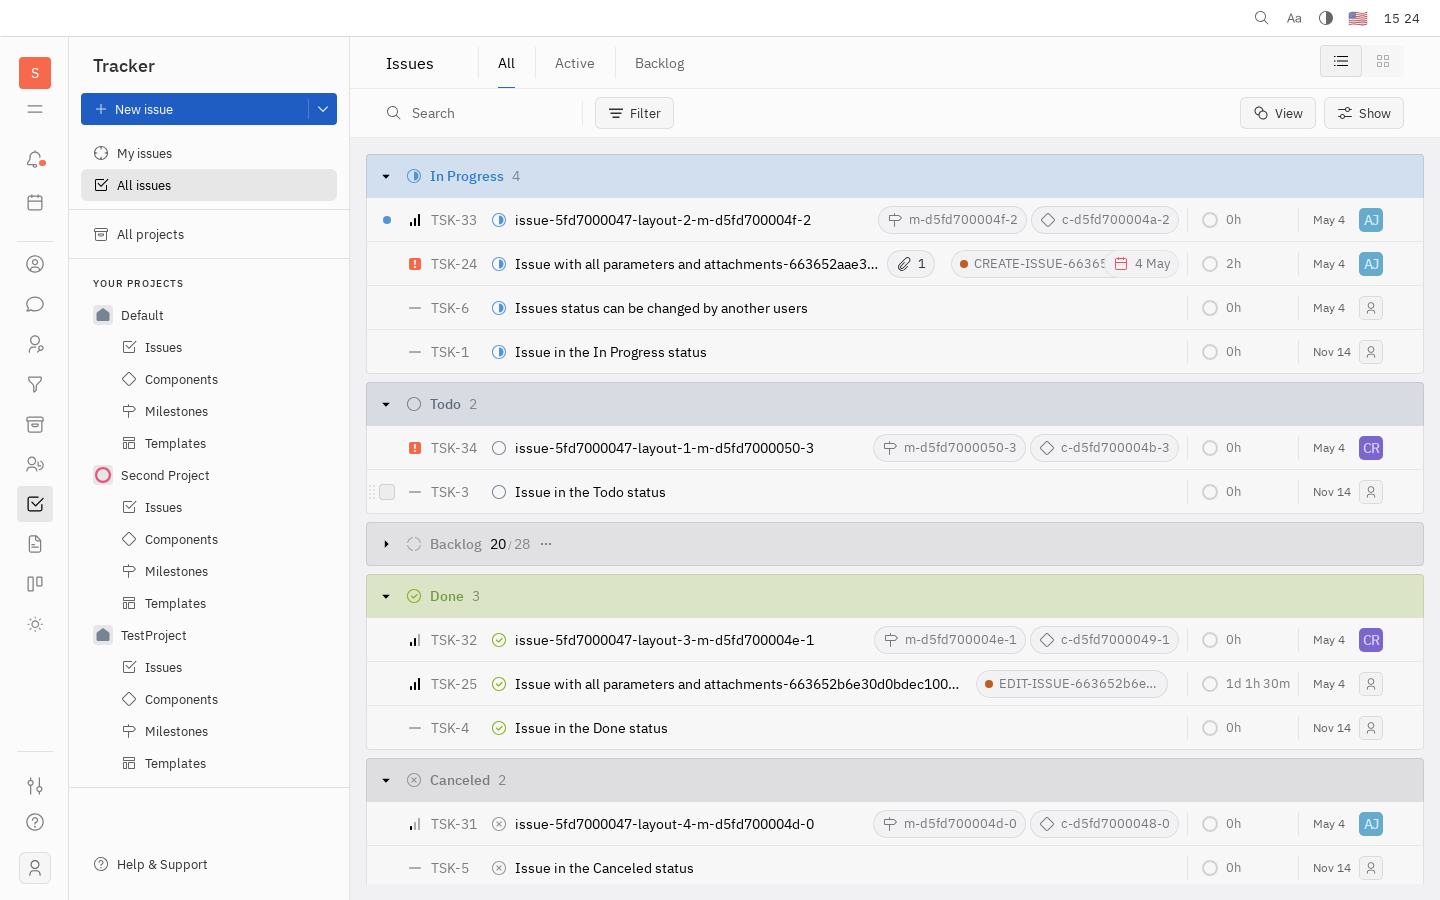 Aa 15 24
S
Tracker
New issue
My issues
All issues
All projects
YOUR PROJECTS
Default
Issues
Components
Milestones
Templates
Second Project
Issues
Components
Milestones
Templates
TestProject
Issues
Components
Milestones
Templates
Help & Support
Issues All Active Backlog
Search Filter View Show
In Progress 4
TSK-33 issue-5fd7000047-layout-2-m-d5fd700004f-2 m-d5fd700004f-2 c-d5fd700004a-2 0h May 4 AJ
TSK-24 Issue with all parameters and attachments-663652aae3... 1 CREATE-ISSUE-66365 4 May 2h May 4 AJ
TSK-6 Issues status can be changed by another users 0h May 4
TSK-1 Issue in the In Progress status 0h Nov 14
Todo 2
TSK-34 issue-5fd7000047-layout-1-m-d5fd7000050-3 m-d5fd7000050-3 c-d5fd700004b-3 0h May 4 CR
TSK-3 Issue in the Todo status 0h Nov 14
Backlog 20/28 ...
Done 3
TSK-32 issue-5fd7000047-layout-3-m-d5fd700004e-1 m-d5fd700004e-1 c-d5fd7000049-1 0h May 4 CR
TSK-25 Issue with all parameters and attachments-663652b6e30d0bdec100... EDIT-ISSUE-663652b6e... 1d 1h 30m May 4
TSK-4 Issue in the Done status 0h Nov 14
Canceled 2
TSK-31 issue-5fd7000047-layout-4-m-d5fd700004d-0 m-d5fd700004d-0 c-d5fd7000048-0 0h May 4 AJ
TSK-5 Issue in the Canceled status 0h Nov 14